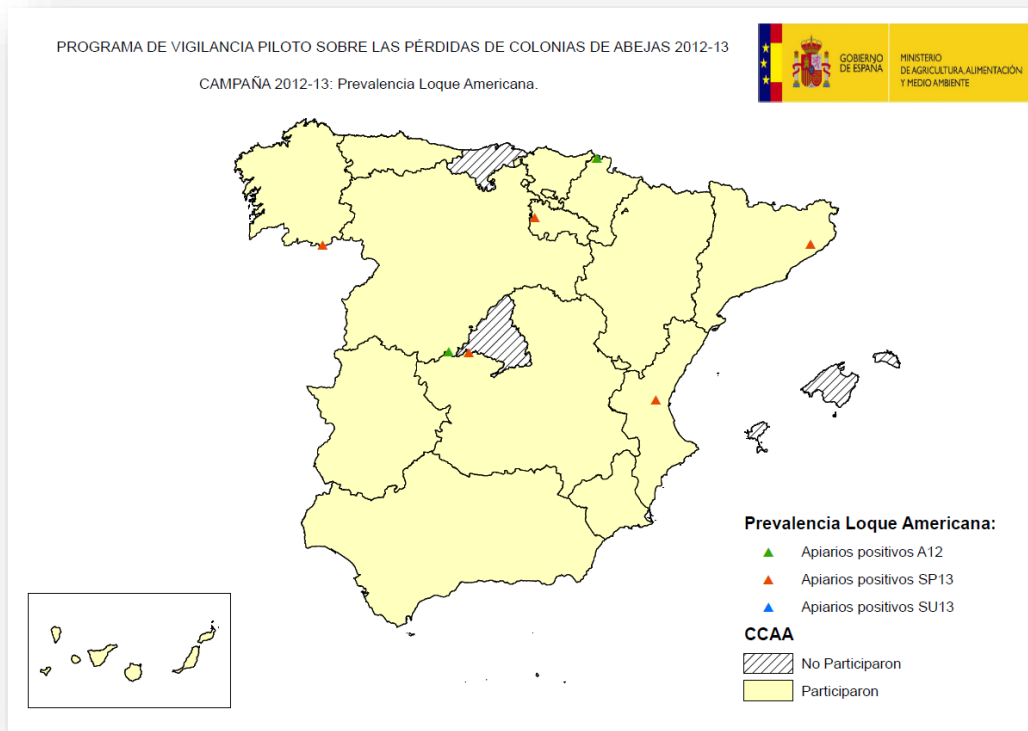 PROGRAMA DE VIGILANCIA PILOTO SOBRE LAS PÉRDIDAS DE COLONIAS DE ABEJAS 2012-13
CAMPAÑA 2012-13: Prevalencia Loque Americana.
GOBIERNO
DE ESPAÑA
MINISTERIO
DE AGRICULTURA, ALIMENTACIÓN
Y MEDIO AMBIENTE
Prevalencia Loque Americana:
Apiarios positivos A12
Apiarios positivos SP13
Apiarios positivos SU13
CCAA
No Participaron
Participaron